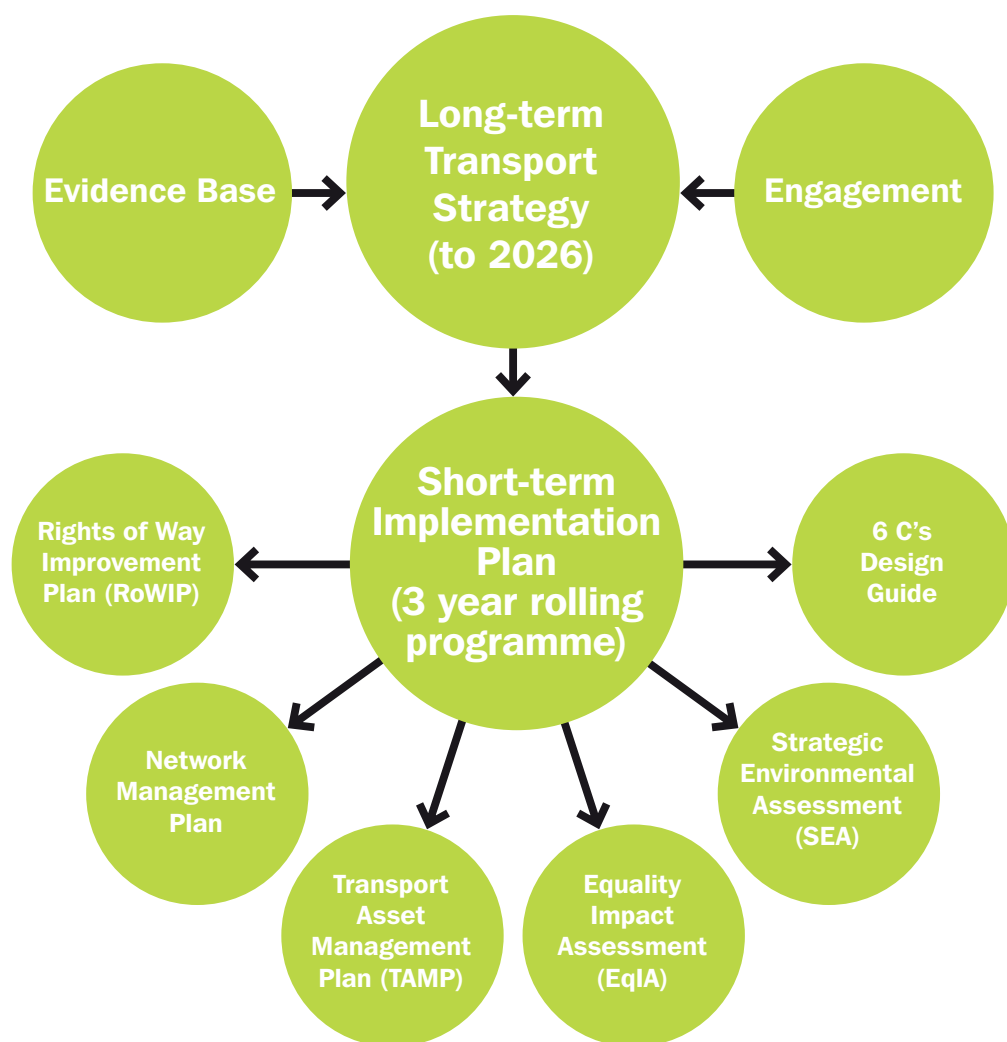 Long-term
Transport
Strategy
(to 2026)
Evidence Base
Engagement
Short-term
Implementation
Plan
(3 year rolling
programme)
Rights of Way
Improvement
Plan (RoWIP)
6 C’s
Design
Guide
Network
Management
Plan
Strategic
Environmental
Assessment
(SEA)
Transport
Asset
Management
Plan (TAMP)
Equality
Impact
Assessment
(EqIA)